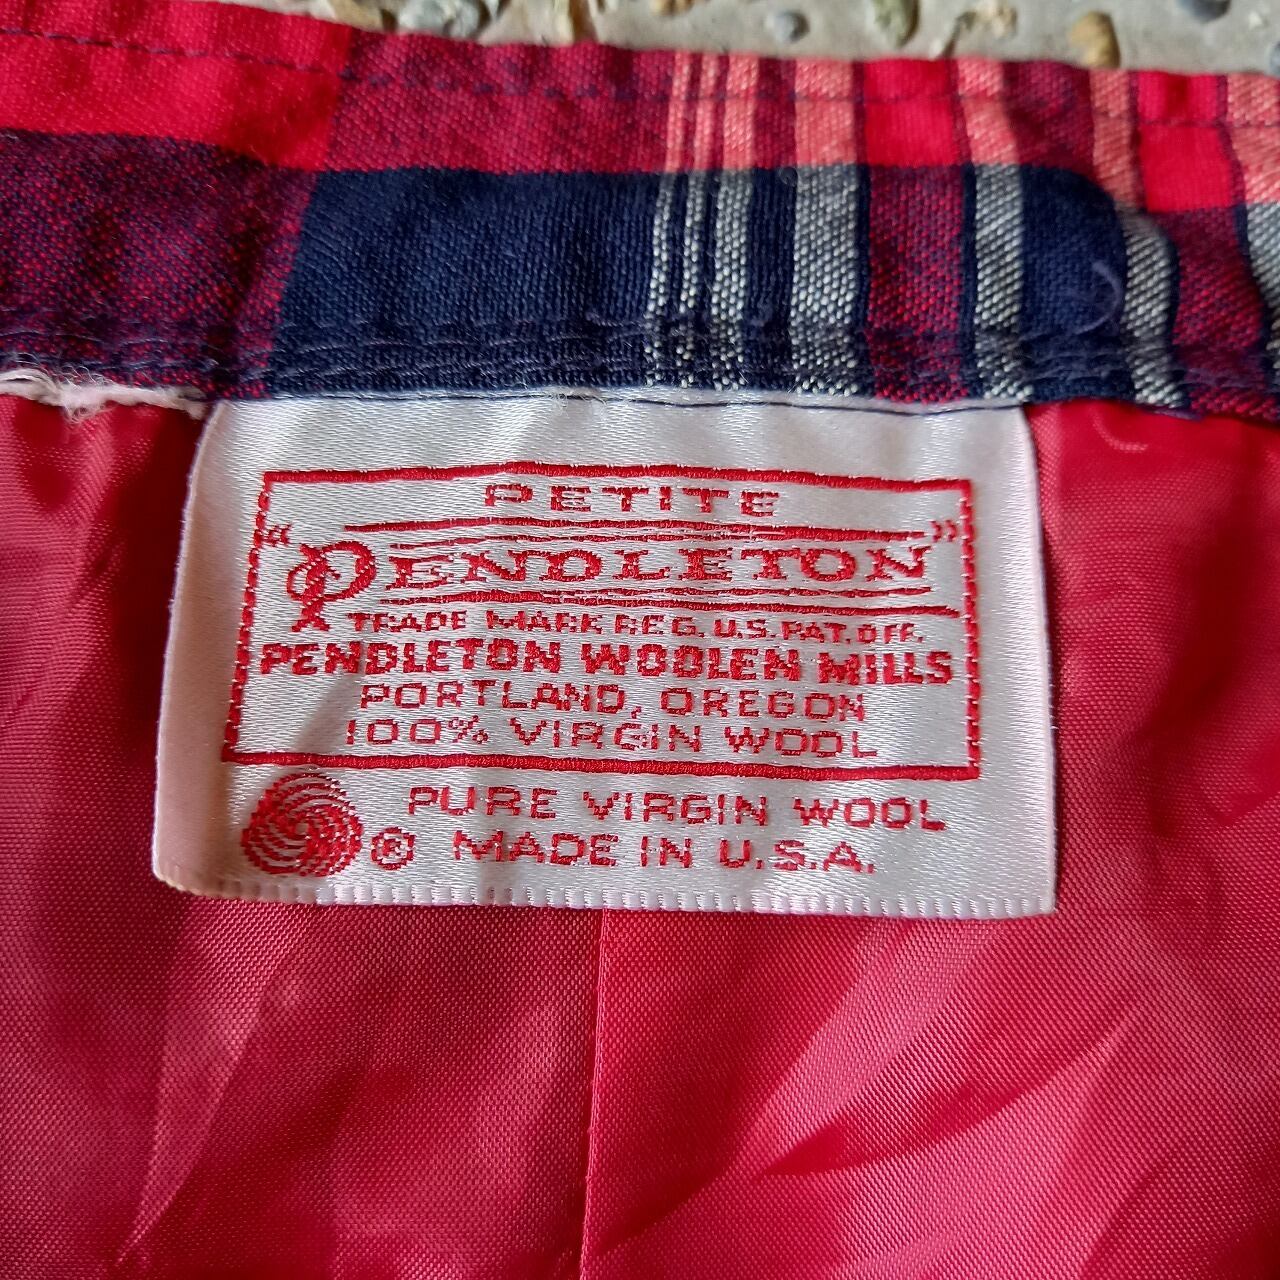 PETITE
"PENDLETON"
TRADE MARK REG. U.S. PAT. OFF.
PENDLETON WOOLEN MILLS
PORTLAND, OREGON
100% VIRGIN WOOL
PURE VIRGIN WOOL
® MADE IN U.S.A.